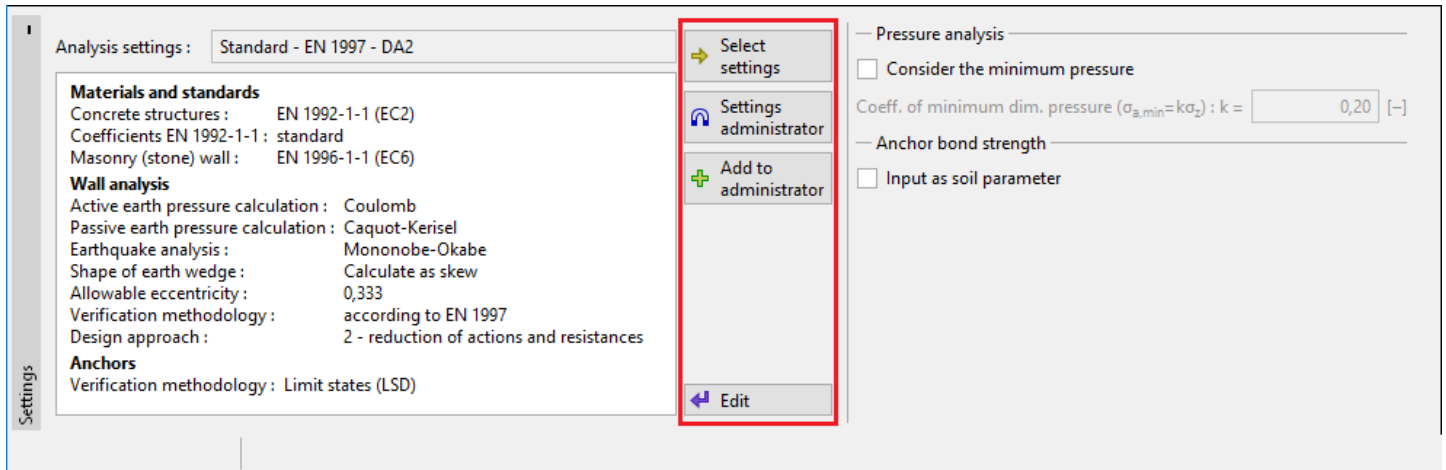 Analysis settings : Standard - EN 1997 - DA2
Materials and standards
Concrete structures : EN 1992-1-1 (EC2)
Coefficients EN 1992-1-1 : standard
Masonry (stone) wall : EN 1996-1-1 (EC6)
Wall analysis
Active earth pressure calculation : Coulomb
Passive earth pressure calculation : Caquot-Kerisel
Earthquake analysis : Mononobe-Okabe
Shape of earth wedge : Calculate as skew
Allowable eccentricity : 0,333
Verification methodology : according to EN 1997
Design approach : 2 - reduction of actions and resistances
Anchors
Verification methodology : Limit states (LSD)
Settings
Select
settings
Settings
administrator
Add to
administrator
Edit
Pressure analysis
Consider the minimum pressure
Coeff. of minimum dim. pressure (σa,min=kσz) : k = 0,20 [–]
Anchor bond strength
Input as soil parameter